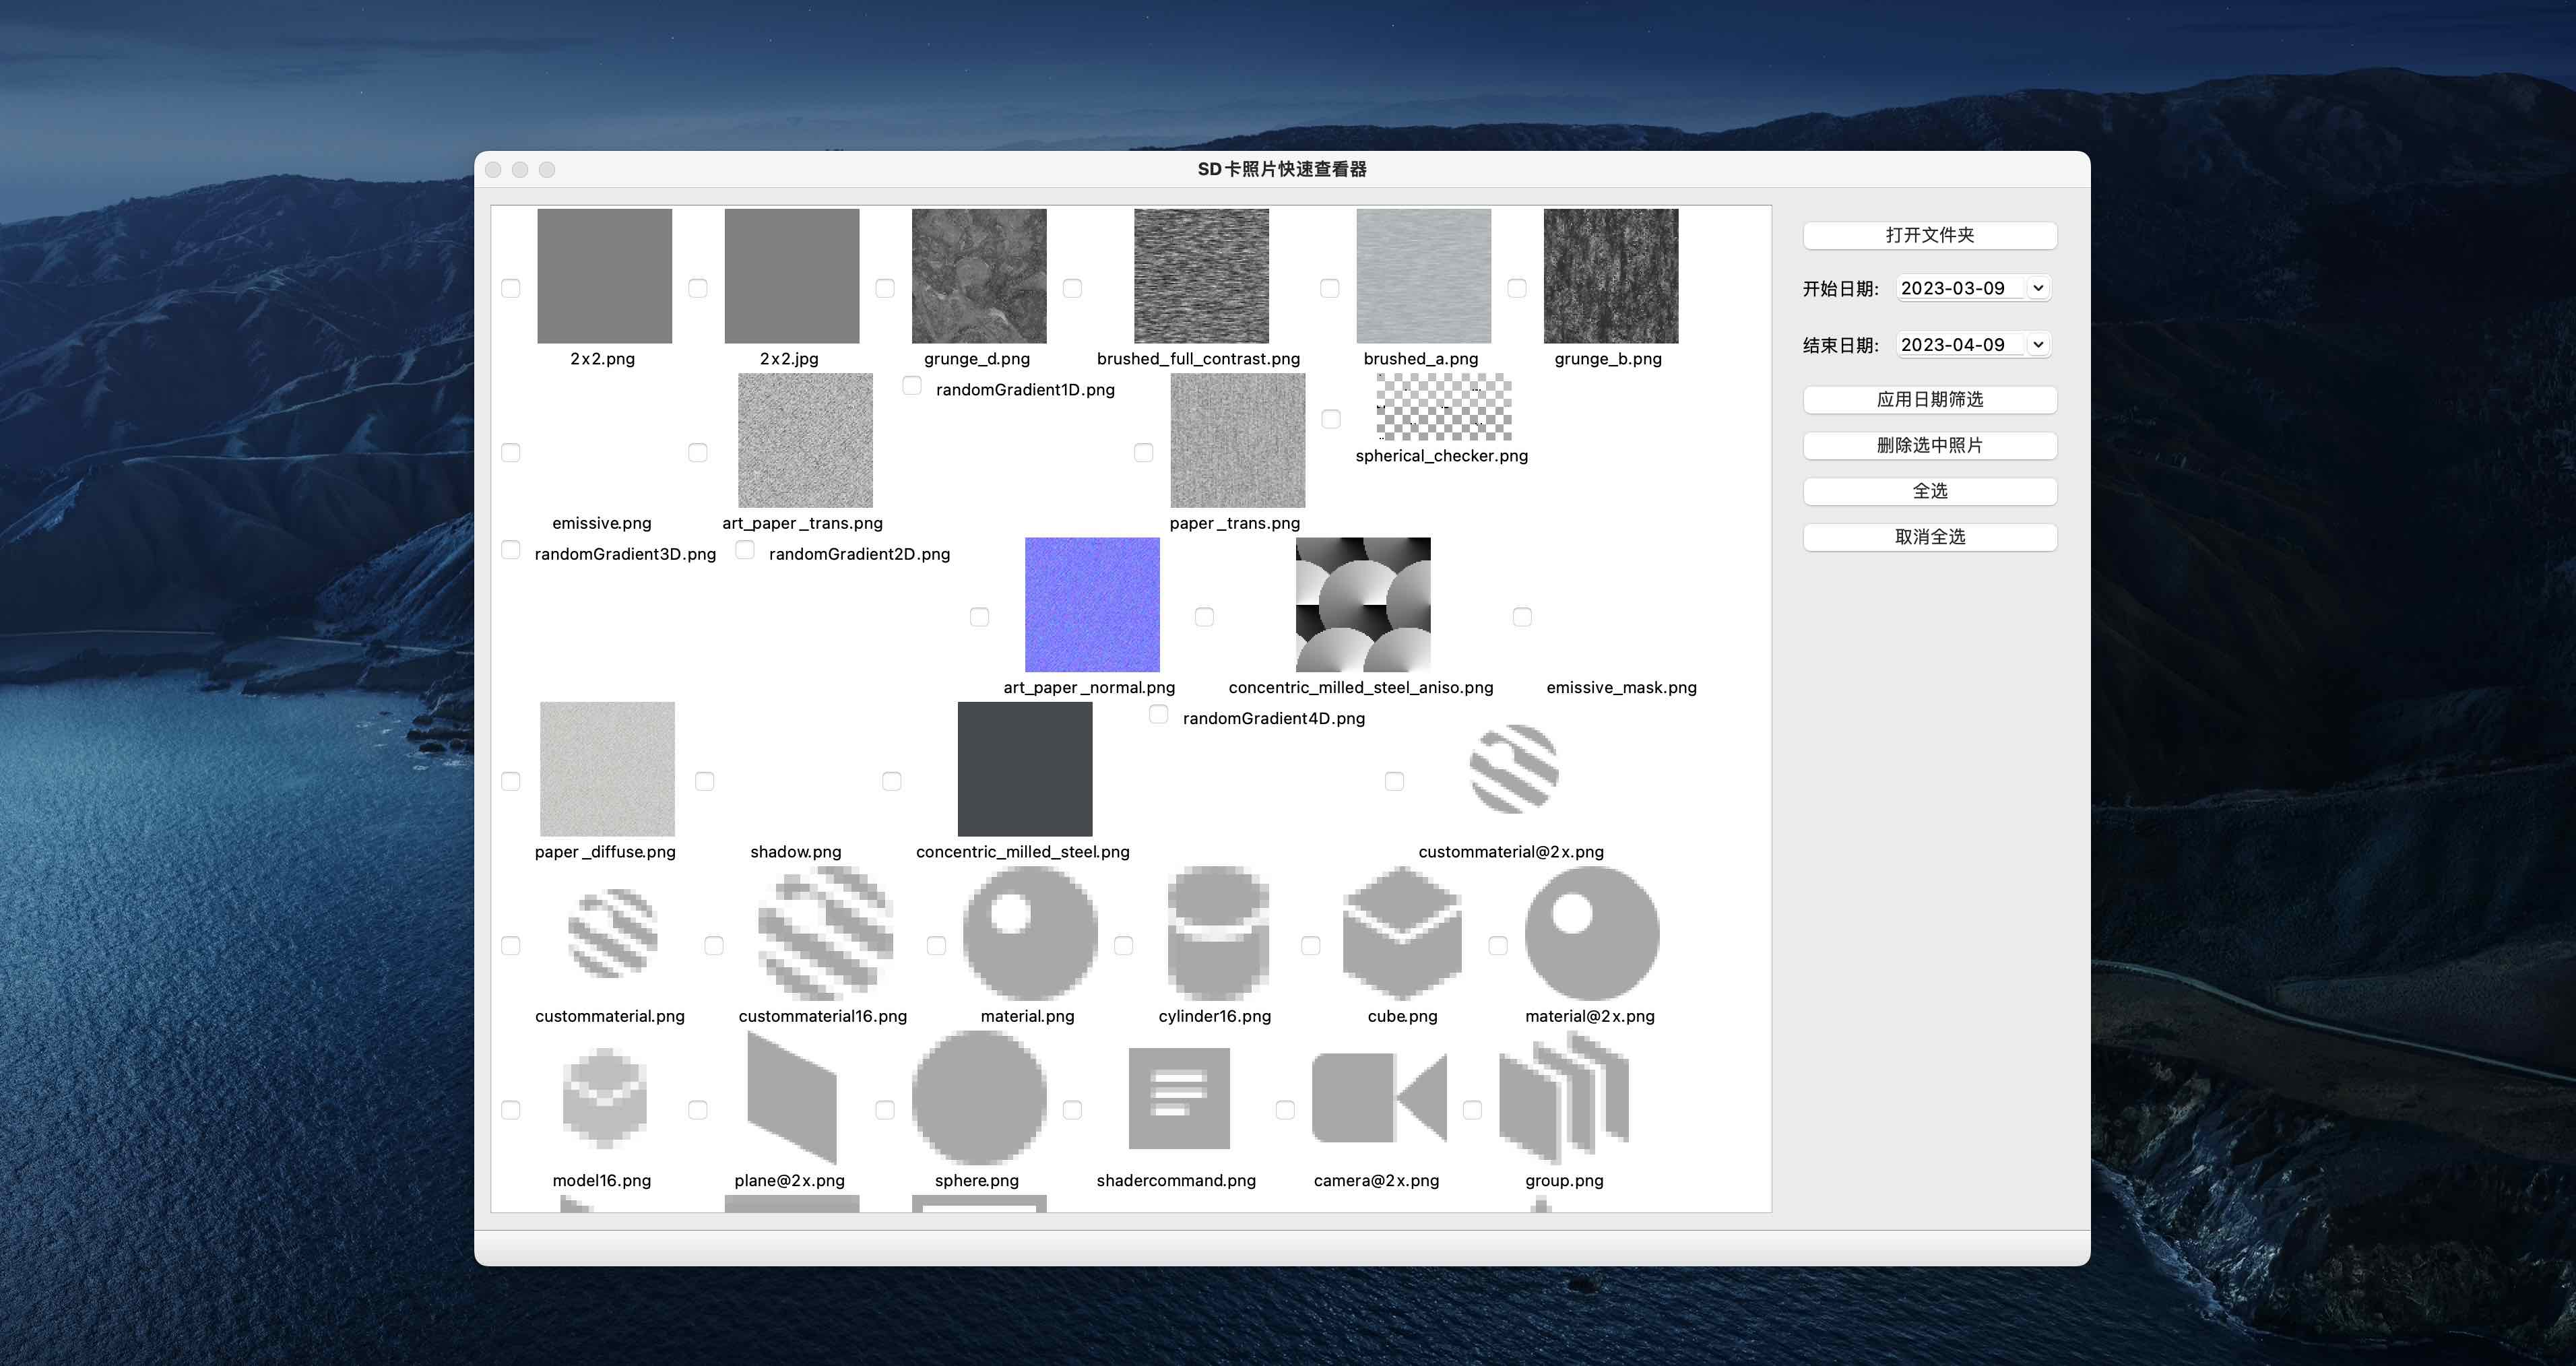 SD卡照片快速查看器
2x2.png
2x2.jpg
grunge_d.png
brushed_full_contrast.png
brushed_a.png
grunge_b.png
emissive.png
art_paper_trans.png
randomGradient1D.png
paper_trans.png
spherical_checker.png
randomGradient3D.png
randomGradient2D.png
art_paper_normal.png
concentric_milled_steel_aniso.png
emissive_mask.png
paper_diffuse.png
shadow.png
concentric_milled_steel.png
randomGradient4D.png
custommaterial@2x.png
custommaterial.png
custommaterial16.png
material.png
cylinder16.png
cube.png
material@2x.png
model16.png
plane@2x.png
sphere.png
shadercommand.png
camera@2x.png
group.png
打开文件夹
开始日期: 2023-03-09
结束日期: 2023-04-09
应用日期筛选
删除选中照片
全选
取消全选